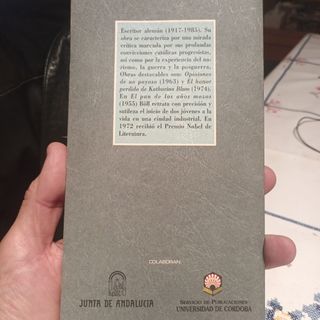 Escritor alemán (1917-1985). Su
obra se caracteriza por una mirada
crítica marcada por sus profundas
convicciones católicas progresistas,
así como por la experiencia del na-
zismo, la guerra y la posguerra.
Obras destacables son: Opiniones
de un payaso (1963) y El honor
perdido de Katharina Blum (1974).
En El pan de los años mozos
(1955) Böll retrata con precisión y
sutileza el inicio de dos jóvenes a la
vida en una ciudad industrial. En
1972 recibió el Premio Nobel de
Literatura.
COLABORAN:
JUNTA DE ANDALUCIA
SERVICIO DE PUBLICACIONES
UNIVERSIDAD DE CORDOBA